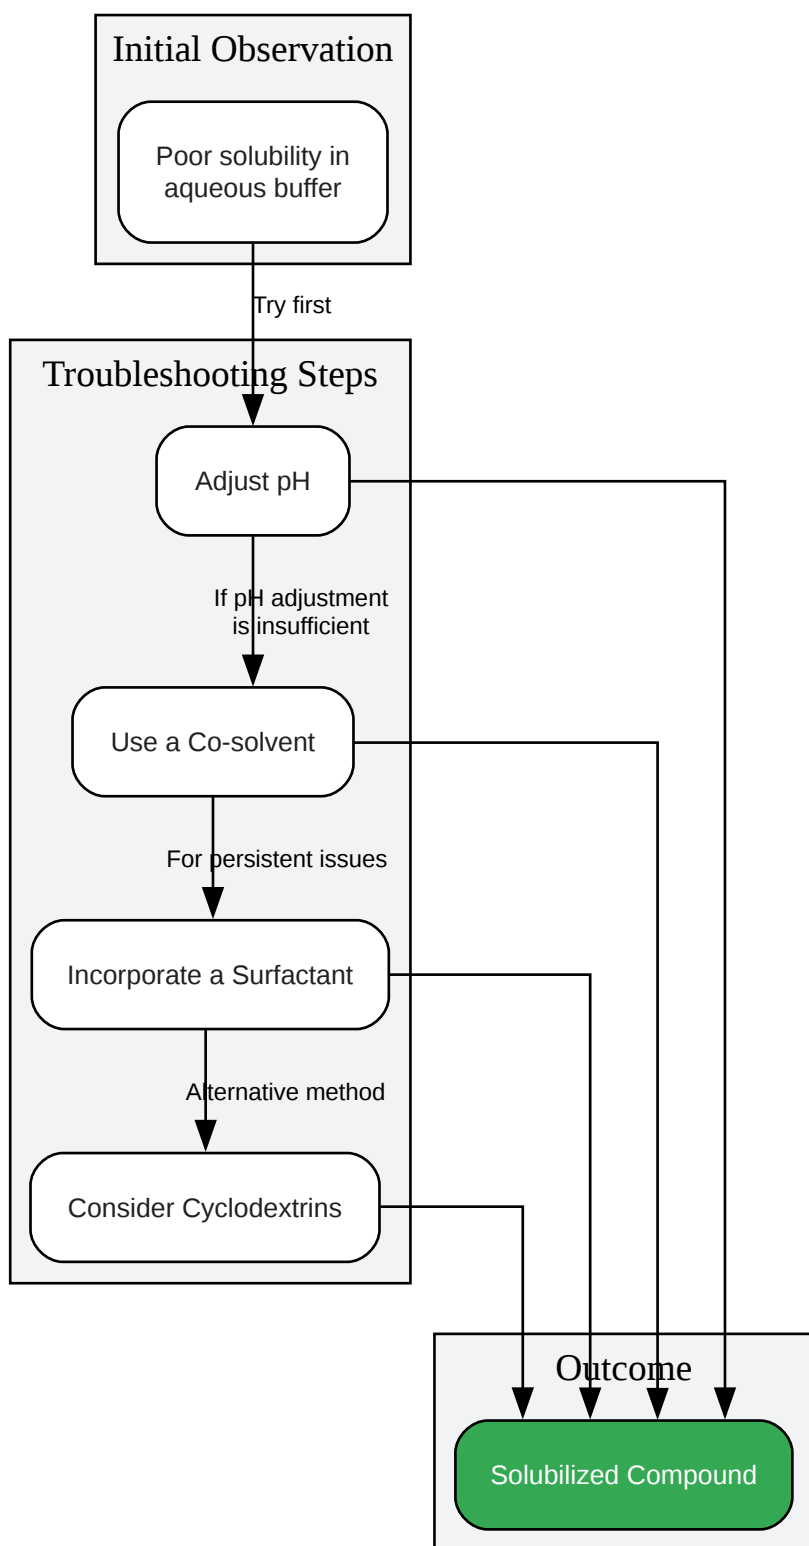 Initial Observation
Poor solubility in
aqueous buffer
Try first
Troubleshooting Steps
Adjust pH
If pH adjustment
is insufficient
Use a Co-solvent
For persistent issues
Incorporate a Surfactant
Alternative method
Consider Cyclodextrins
Outcome
Solubilized Compound